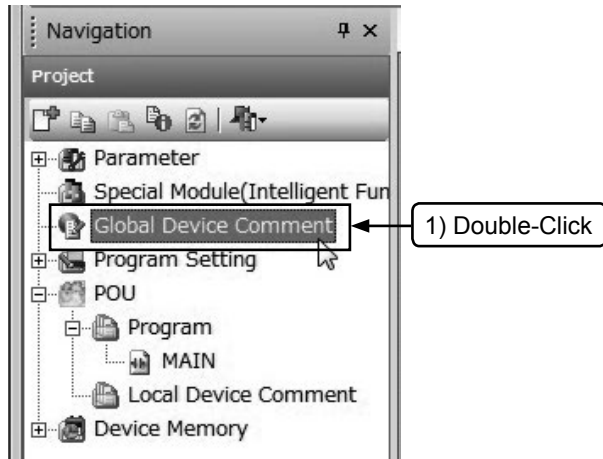 Navigation
Project
Parameter
Special Module(Intelligent Fun
Global Device Comment
1) Double-Click
Program Setting
POU
Program
MAIN
Local Device Comment
Device Memory